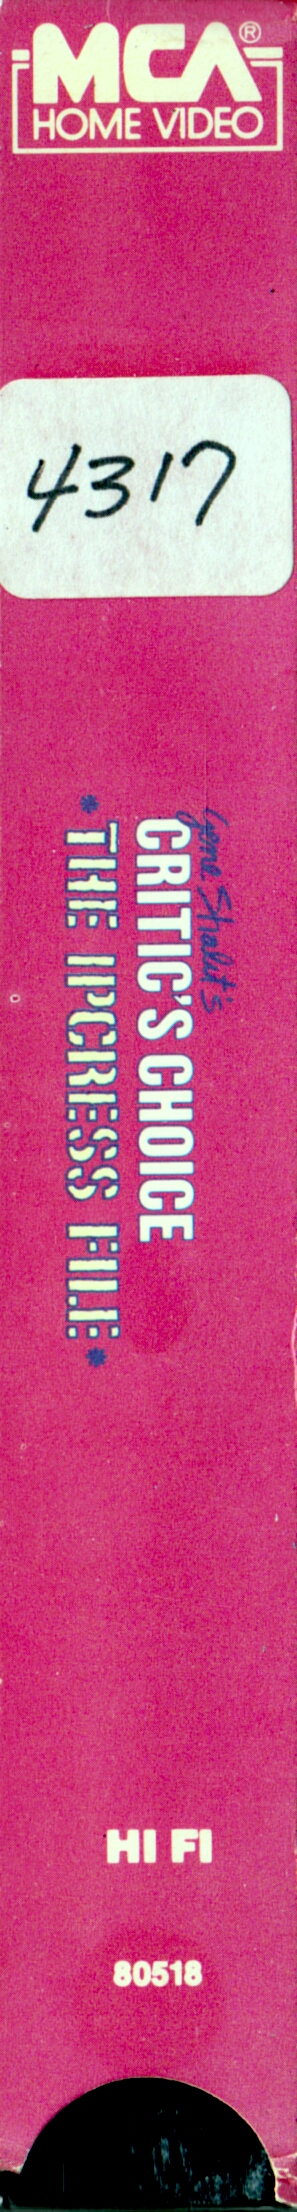 MCA®
HOME VIDEO
4317
Gene Shalit's
CRITIC'S CHOICE
* THE IPCRESS FILE *
HI FI
80518